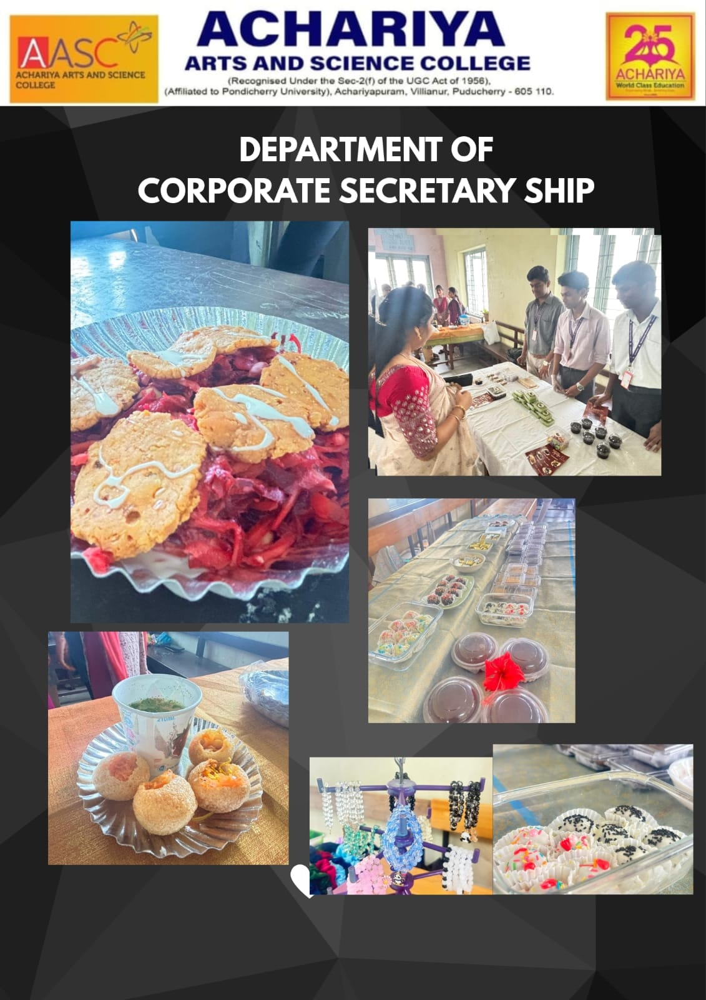 AASC
ACHARIYA ARTS AND SCIENCE
COLLEGE
ACHARIYA
ARTS AND SCIENCE COLLEGE
(Recognised Under the Sec-2(f) of the UGC Act of 1956),
(Affiliated to Pondicherry University), Achariyapuram, Villianur, Puducherry - 605 110.
25
ACHARIYA
World Class Education
DEPARTMENT OF
CORPORATE SECRETARY SHIP
210ml